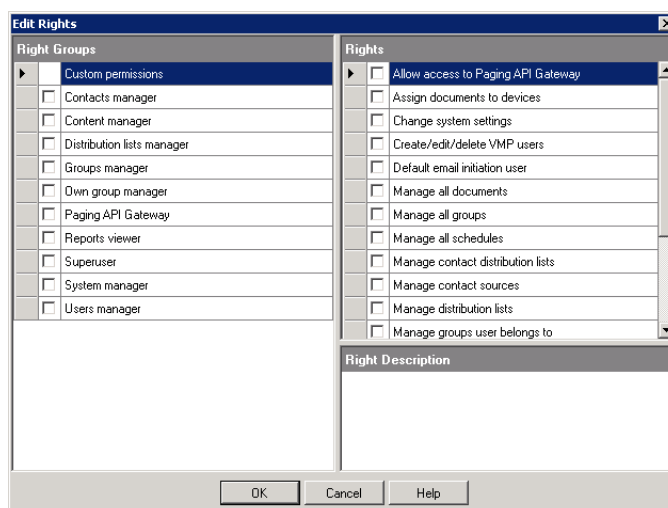 Edit Rights
Right Groups
Custom permissions
Contacts manager
Content manager
Distribution lists manager
Groups manager
Own group manager
Paging API Gateway
Reports viewer
Superuser
System manager
Users manager
Rights
Allow access to Paging API Gateway
Assign documents to devices
Change system settings
Create/edit/delete VMP users
Default email initiation user
Manage all documents
Manage all groups
Manage all schedules
Manage contact distribution lists
Manage contact sources
Manage distribution lists
Manage groups user belongs to
Right Description
OK
Cancel
Help